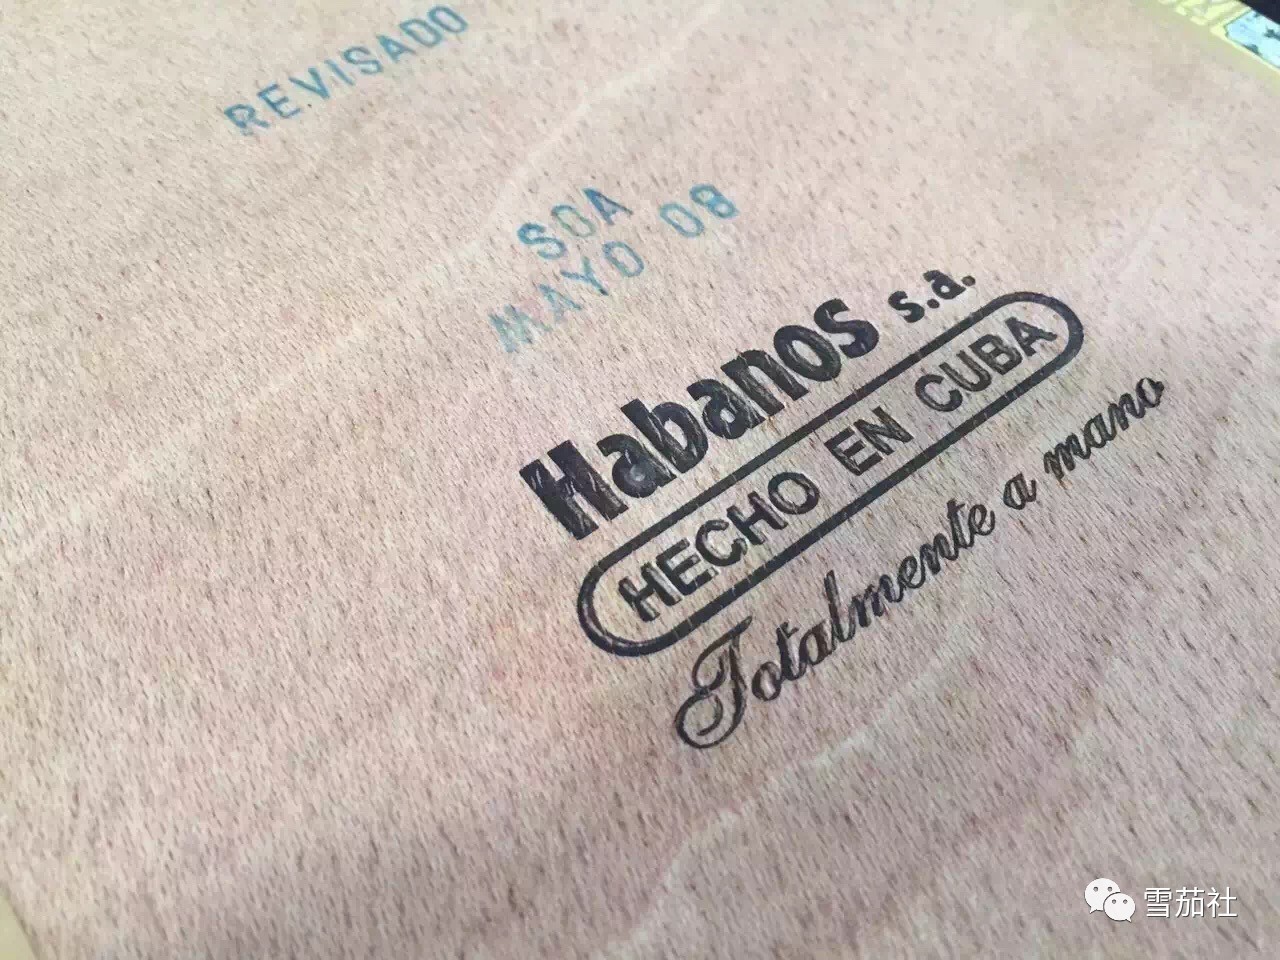 REVISADO
SOA
MAYO 08
Habanos s.a.
HECHO EN CUBA
Totalmente a mano
雪茄社